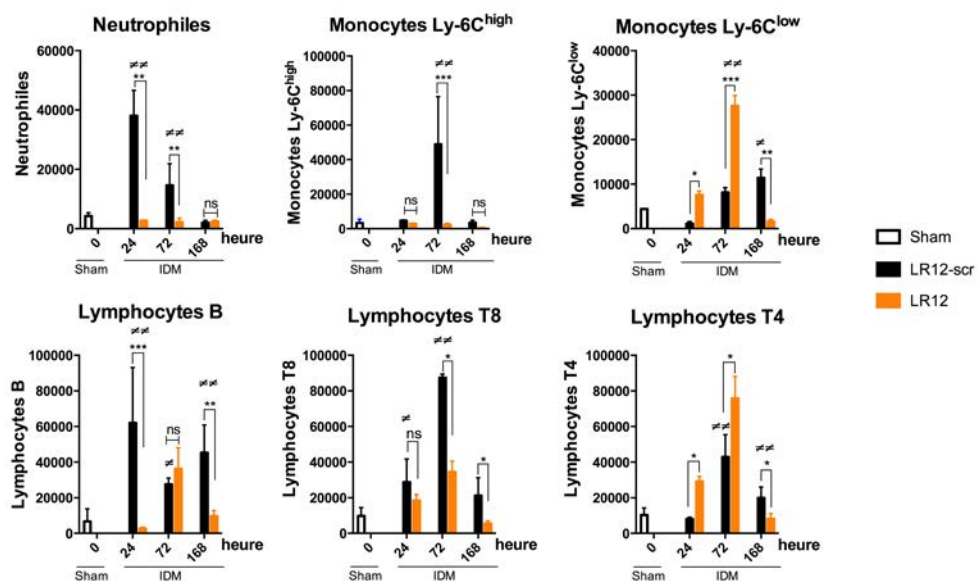 Neutrophiles
Neutrophiles
60000
40000
20000
0
≠≠
**
≠≠
**
ns
0
24
72
168
heure
Sham
IDM
Monocytes Ly-6Chigh
Monocytes Ly-6Chigh
100000
80000
60000
40000
20000
0
ns
≠≠
***
ns
0
24
72
168
heure
Sham
IDM
Monocytes Ly-6Clow
Monocytes Ly-6Clow
40000
30000
20000
10000
0
*
≠≠
***
≠
**
0
24
72
168
heure
Sham
IDM
Sham
LR12-scr
LR12
Lymphocytes B
Lymphocytes B
100000
80000
60000
40000
20000
0
≠≠
***
ns
≠
≠≠
**
0
24
72
168
heure
Sham
IDM
Lymphocytes T8
Lymphocytes T8
100000
80000
60000
40000
20000
0
≠
ns
≠≠
*
*
0
24
72
168
heure
Sham
IDM
Lymphocytes T4
Lymphocytes T4
100000
80000
60000
40000
20000
0
*
*
≠≠
≠≠
*
0
24
72
168
heure
Sham
IDM